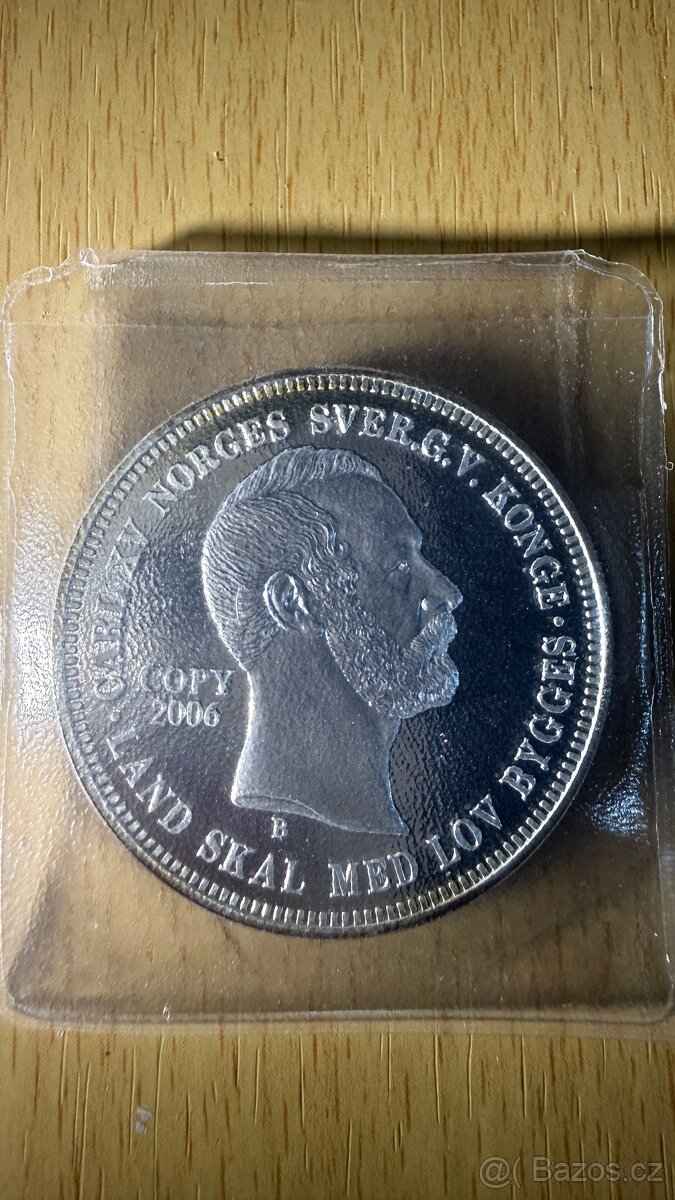 · CARL XV NORGES SVER.G.V. KONGE ·
LAND SKAL MED LOV BYGGES
COPY
2006
B
@( Bazos.cz